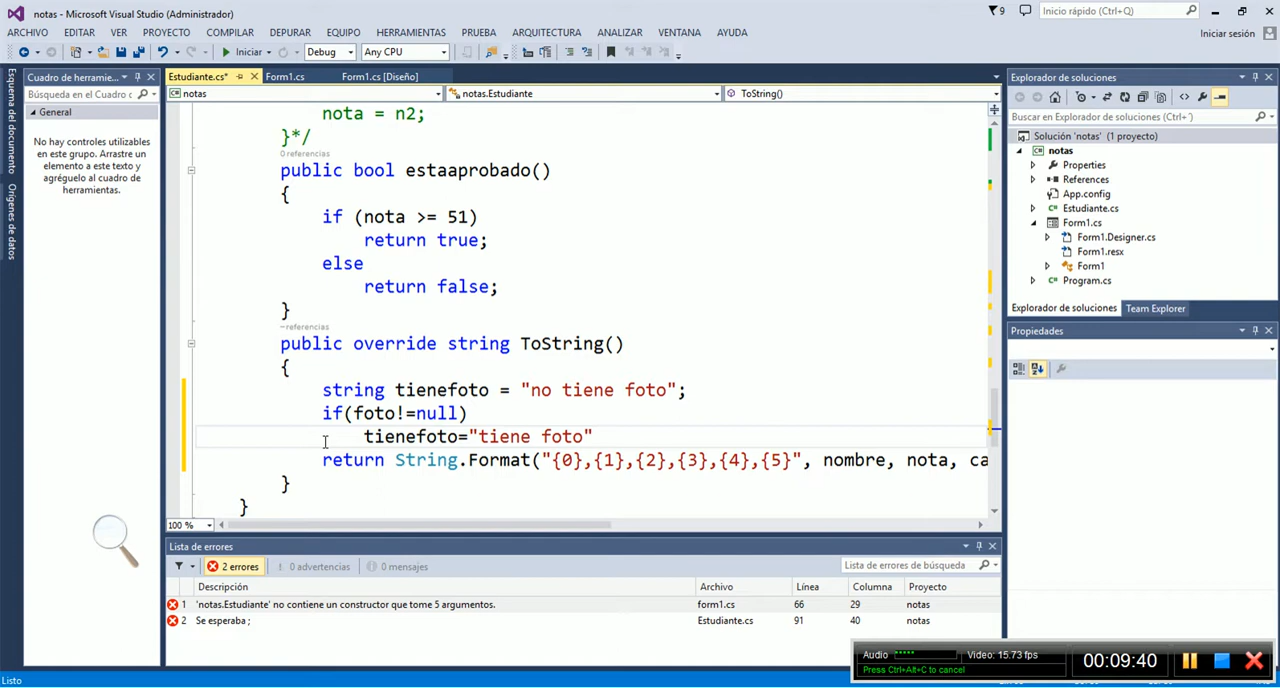 notas - Microsoft Visual Studio (Administrador)
9
Inicio rápido (Ctrl+Q)
ARCHIVO EDITAR VER PROYECTO COMPILAR DEPURAR EQUIPO HERRAMIENTAS PRUEBA ARQUITECTURA ANALIZAR VENTANA AYUDA
Iniciar sesión
Iniciar Debug Any CPU
Esquema del documento
Orígenes de datos
Cuadro de herramie...
Búsqueda en el Cuadro c
General
No hay controles utilizables
en este grupo. Arrastre un
elemento a este texto y
agréguelo al cuadro de
herramientas.
Estudiante.cs* Form1.cs Form1.cs [Diseño]
notas notas.Estudiante ToString()
nota = n2;
}*/
0 referencias
public bool estaaprobado()
{
if (nota >= 51)
return true;
else
return false;
}
~referencias
public override string ToString()
{
string tienefoto = "no tiene foto";
if(foto!=null)
tienefoto="tiene foto"
return String.Format("{0},{1},{2},{3},{4},{5}", nombre, nota, ca
}
}
100 %
Explorador de soluciones
Buscar en Explorador de soluciones (Ctrl+´)
Solución 'notas' (1 proyecto)
notas
Properties
References
App.config
Estudiante.cs
Form1.cs
Form1.Designer.cs
Form1.resx
Form1
Program.cs
Explorador de soluciones Team Explorer
Propiedades
Lista de errores
2 errores 0 advertencias 0 mensajes
Lista de errores de búsqueda
Descripción Archivo Línea Columna Proyecto
1 'notas.Estudiante' no contiene un constructor que tome 5 argumentos. form1.cs 66 29 notas
2 Se esperaba ; Estudiante.cs 91 40 notas
Audio Video: 15.73 fps
Press Ctrl+Alt+C to cancel
00:09:40
Listo